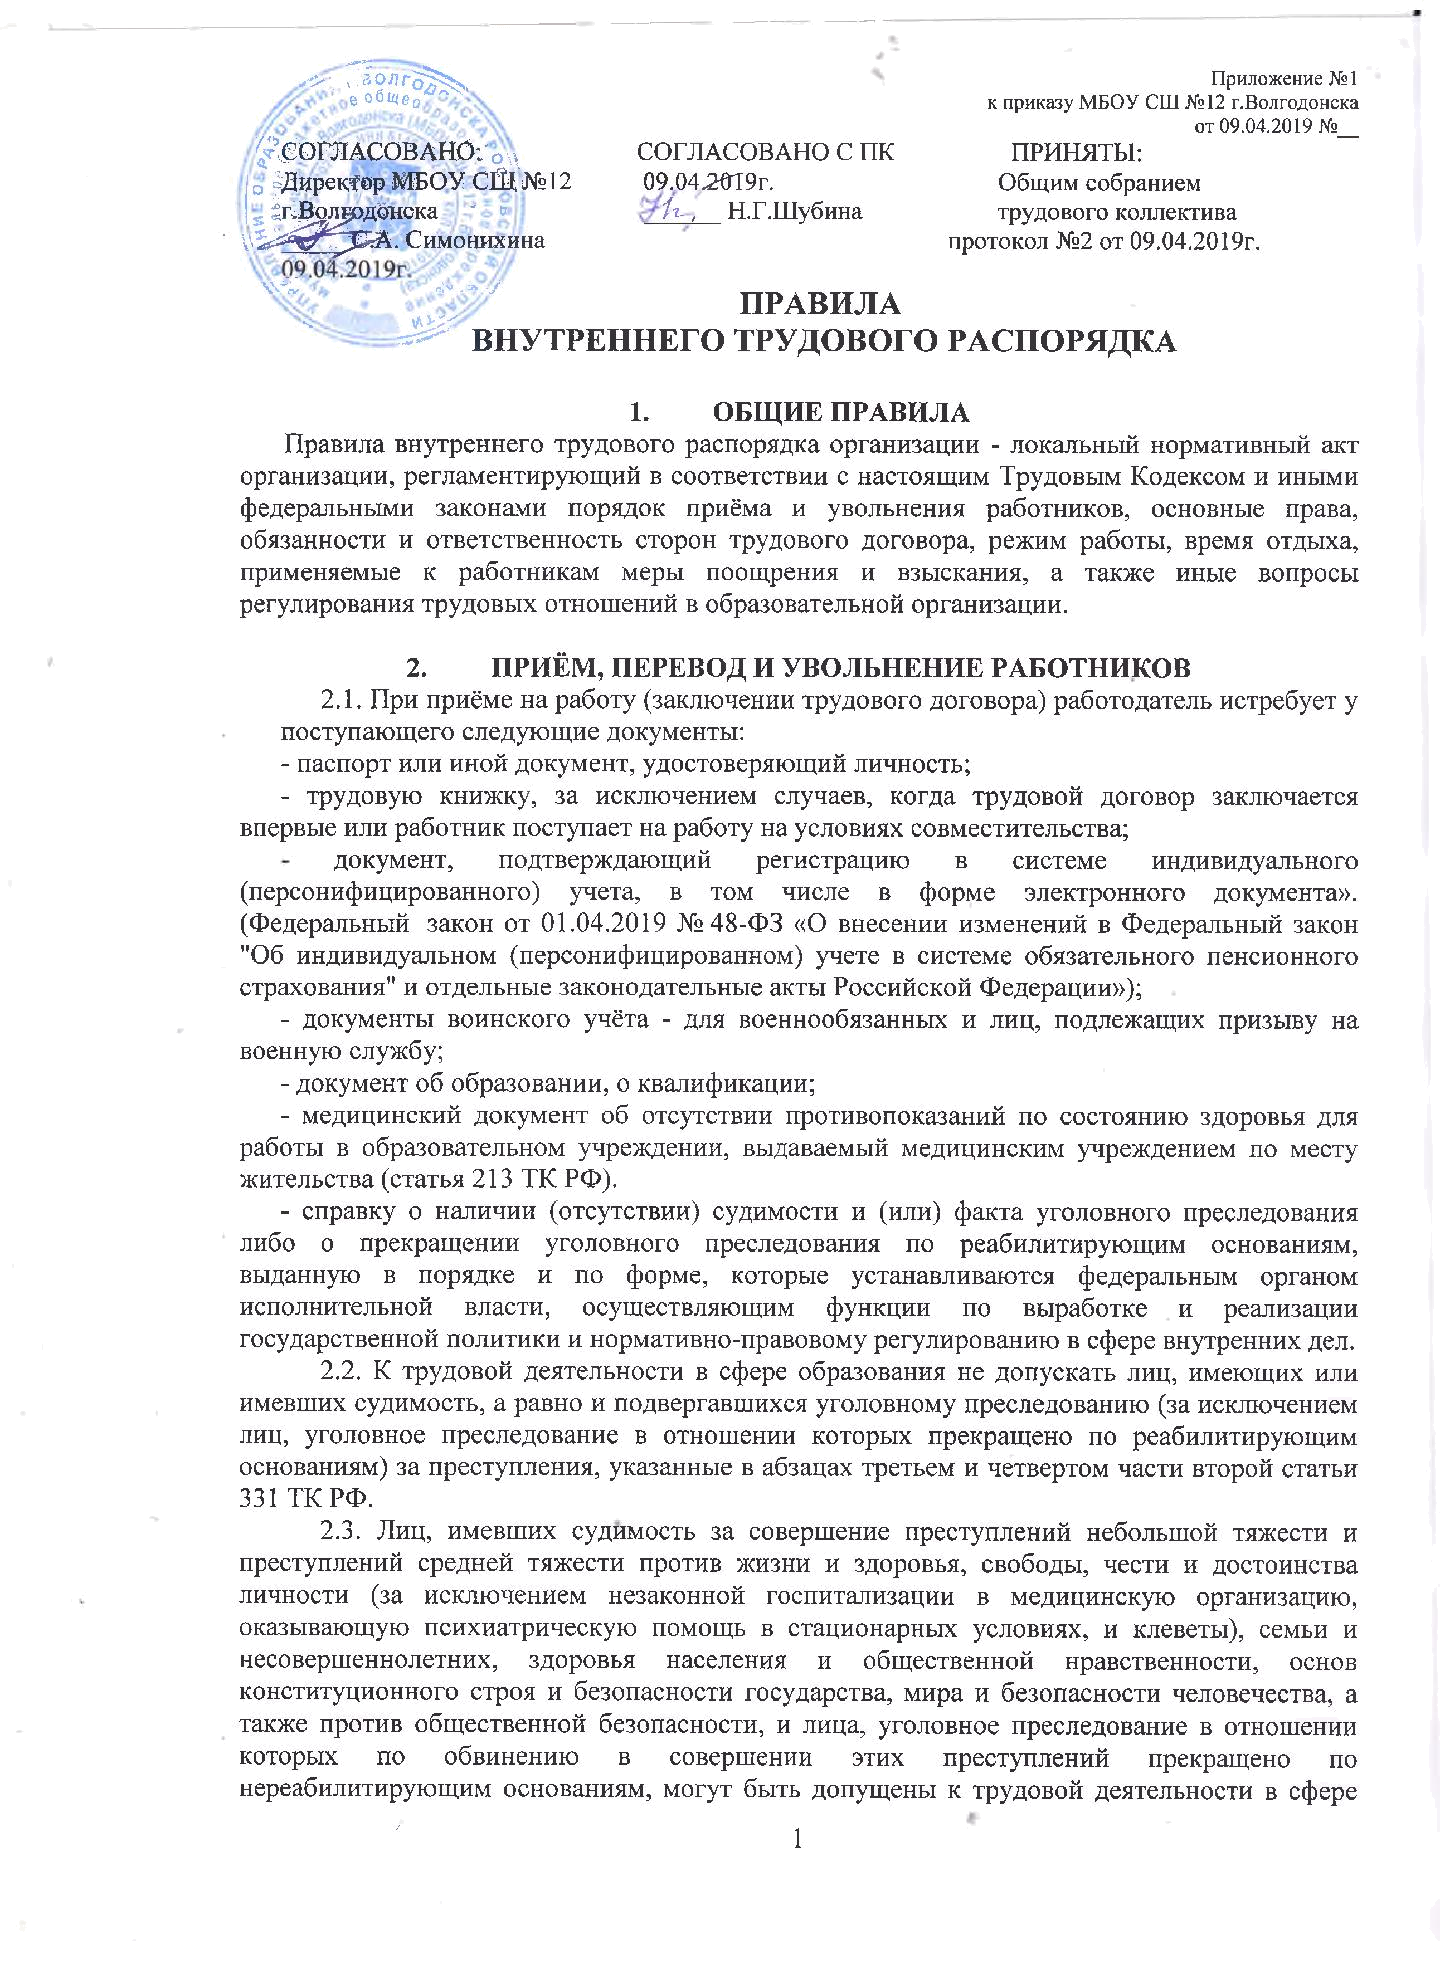 Приложение №1
к приказу МБОУ СШ №12 г.Волгодонска
от 09.04.2019 №__
СОГЛАСОВАНО: СОГЛАСОВАНО С ПК ПРИНЯТЫ:
Директор МБОУ СШ №12 09.04.2019г. Общим собранием
г.Волгодонска ______ Н.Г.Шубина трудового коллектива
_______ С.А. Симонихина протокол №2 от 09.04.2019г.
09.04.2019г.
ПРАВИЛА
ВНУТРЕННЕГО ТРУДОВОГО РАСПОРЯДКА
1. ОБЩИЕ ПРАВИЛА
Правила внутреннего трудового распорядка организации - локальный нормативный акт
организации, регламентирующий в соответствии с настоящим Трудовым Кодексом и иными
федеральными законами порядок приёма и увольнения работников, основные права,
обязанности и ответственность сторон трудового договора, режим работы, время отдыха,
применяемые к работникам меры поощрения и взыскания, а также иные вопросы
регулирования трудовых отношений в образовательной организации.
2. ПРИЁМ, ПЕРЕВОД И УВОЛЬНЕНИЕ РАБОТНИКОВ
2.1. При приёме на работу (заключении трудового договора) работодатель истребует у
поступающего следующие документы:
- паспорт или иной документ, удостоверяющий личность;
- трудовую книжку, за исключением случаев, когда трудовой договор заключается
впервые или работник поступает на работу на условиях совместительства;
- документ, подтверждающий регистрацию в системе индивидуального
(персонифицированного) учета, в том числе в форме электронного документа».
(Федеральный закон от 01.04.2019 № 48-ФЗ «О внесении изменений в Федеральный закон
"Об индивидуальном (персонифицированном) учете в системе обязательного пенсионного
страхования" и отдельные законодательные акты Российской Федерации»);
- документы воинского учёта - для военнообязанных и лиц, подлежащих призыву на
военную службу;
- документ об образовании, о квалификации;
- медицинский документ об отсутствии противопоказаний по состоянию здоровья для
работы в образовательном учреждении, выдаваемый медицинским учреждением по месту
жительства (статья 213 ТК РФ).
- справку о наличии (отсутствии) судимости и (или) факта уголовного преследования
либо о прекращении уголовного преследования по реабилитирующим основаниям,
выданную в порядке и по форме, которые устанавливаются федеральным органом
исполнительной власти, осуществляющим функции по выработке и реализации
государственной политики и нормативно-правовому регулированию в сфере внутренних дел.
2.2. К трудовой деятельности в сфере образования не допускать лиц, имеющих или
имевших судимость, а равно и подвергавшихся уголовному преследованию (за исключением
лиц, уголовное преследование в отношении которых прекращено по реабилитирующим
основаниям) за преступления, указанные в абзацах третьем и четвертом части второй статьи
331 ТК РФ.
2.3. Лиц, имевших судимость за совершение преступлений небольшой тяжести и
преступлений средней тяжести против жизни и здоровья, свободы, чести и достоинства
личности (за исключением незаконной госпитализации в медицинскую организацию,
оказывающую психиатрическую помощь в стационарных условиях, и клеветы), семьи и
несовершеннолетних, здоровья населения и общественной нравственности, основ
конституционного строя и безопасности государства, мира и безопасности человечества, а
также против общественной безопасности, и лица, уголовное преследование в отношении
которых по обвинению в совершении этих преступлений прекращено по
нереабилитирующим основаниям, могут быть допущены к трудовой деятельности в сфере
1